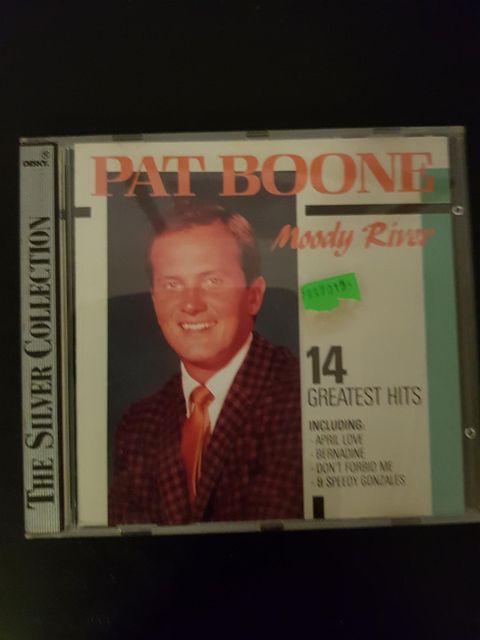 DISKY®
THE SILVER COLLECTION
PAT BOONE
Moody River
14
GREATEST HITS
INCLUDING:
- APRIL LOVE
- BERNADINE
- DON'T FORBID ME
- & SPEEDY GONZALES